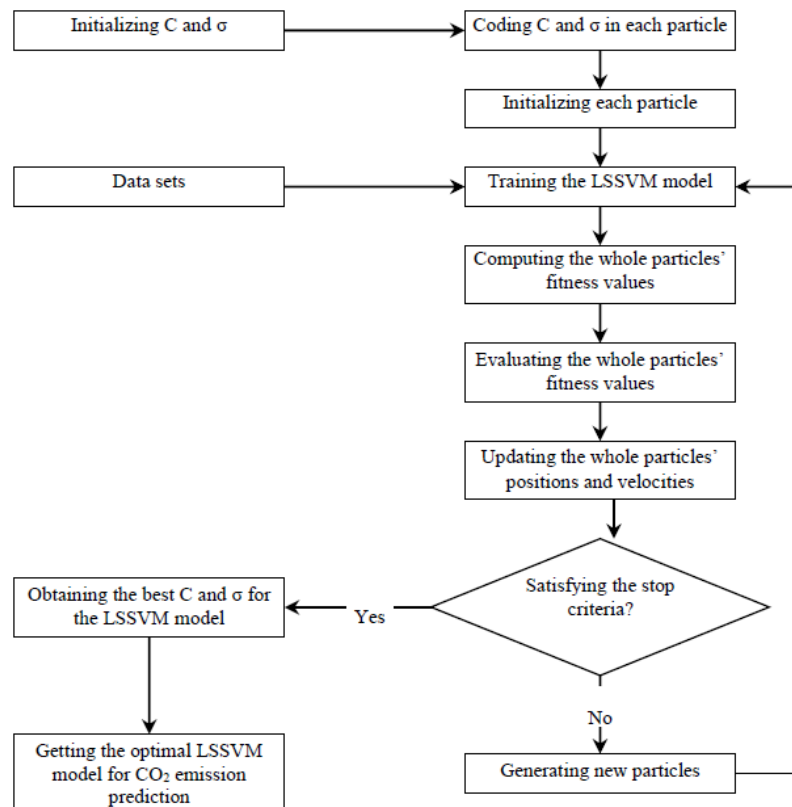 Initializing C and σ
Coding C and σ in each particle
Initializing each particle
Data sets
Training the LSSVM model
Computing the whole particles’
fitness values
Evaluating the whole particles’
fitness values
Updating the whole particles’
positions and velocities
Satisfying the stop
criteria?
Yes
Obtaining the best C and σ for
the LSSVM model
Getting the optimal LSSVM
model for CO₂ emission
prediction
No
Generating new particles